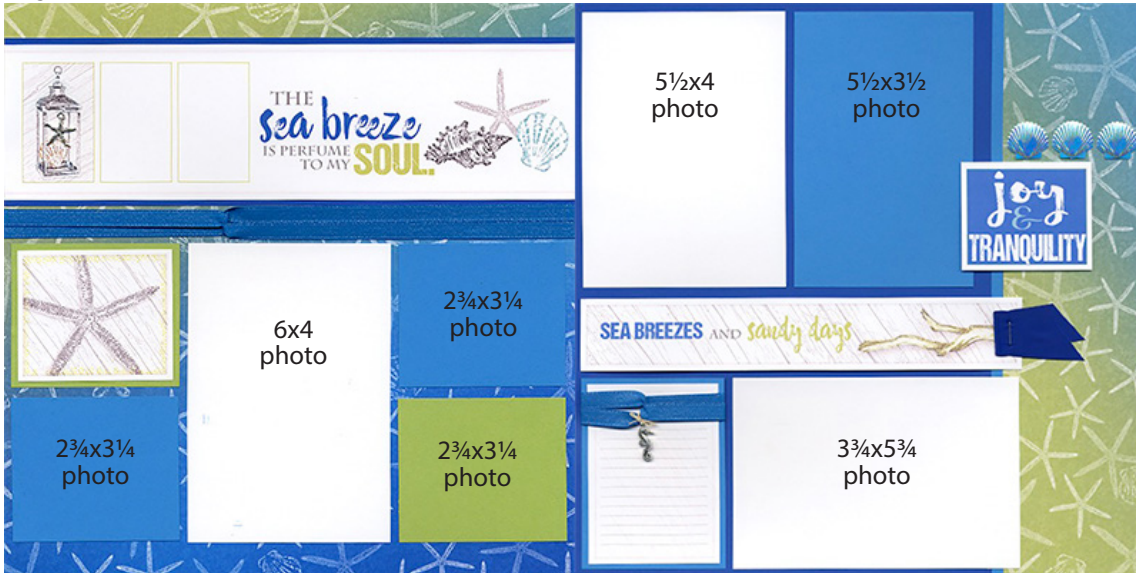 THE
sea breeze
IS PERFUME
TO MY SOUL.
6x4
photo
2¾x3¼
photo
2¾x3¼
photo
2¾x3¼
photo
5½x4
photo
5½x3½
photo
joy
&
TRANQUILITY
SEA BREEZES AND sandy days
3¾x5¾
photo